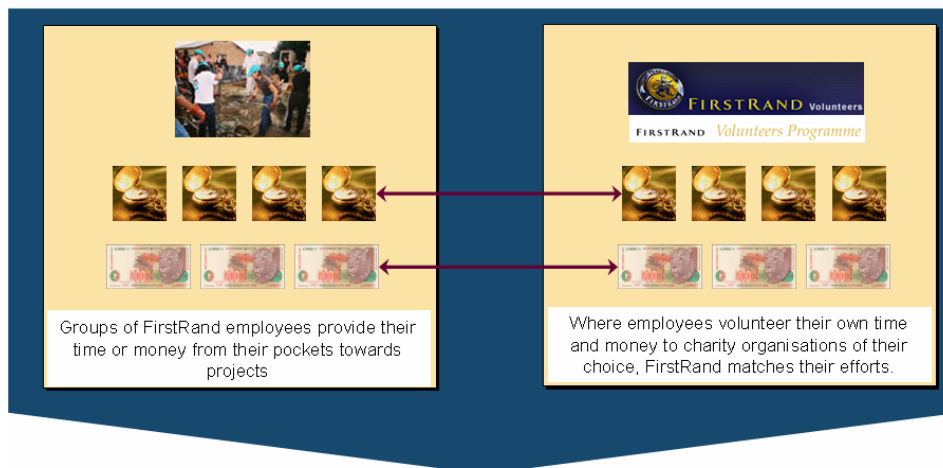 Groups of FirstRand employees provide their
time or money from their pockets towards
projects
FIRSTRAND Volunteers
FIRSTRAND Volunteers Programme
Where employees volunteer their own time
and money to charity organisations of their
choice, FirstRand matches their efforts.